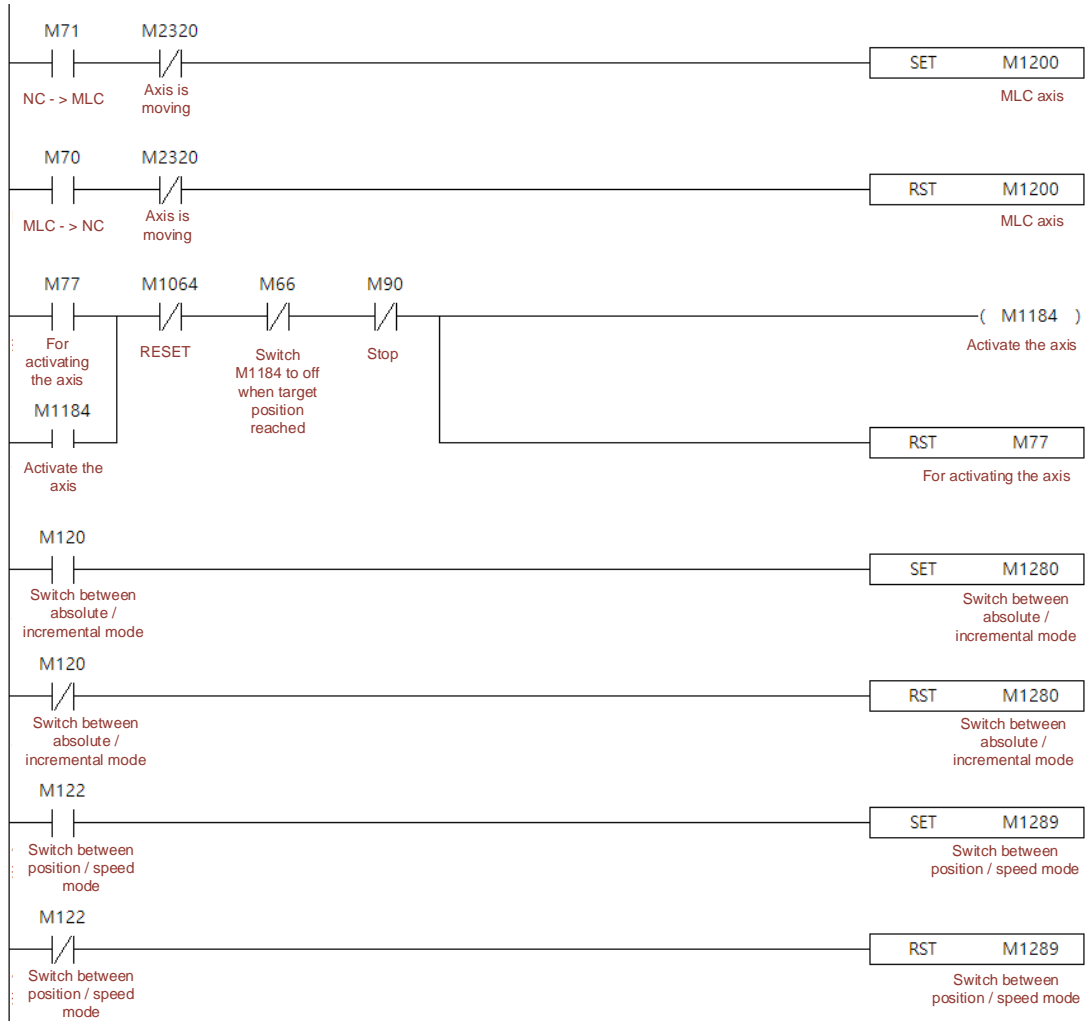 M71 M2320
SET M1200
NC - > MLC
Axis is
moving
MLC axis
M70 M2320
RST M1200
MLC - > NC
Axis is
moving
MLC axis
M77 M1064 M66 M90
( M1184 )
For
activating
the axis
RESET
Switch
M1184 to off
when target
position
reached
Stop
Activate the axis
M1184
RST M77
Activate the
axis
For activating the axis
M120
SET M1280
Switch between
absolute /
incremental mode
Switch between
absolute /
incremental mode
M120
RST M1280
Switch between
absolute /
incremental mode
Switch between
absolute /
incremental mode
M122
SET M1289
Switch between
position / speed
mode
Switch between
position / speed mode
M122
RST M1289
Switch between
position / speed
mode
Switch between
position / speed mode